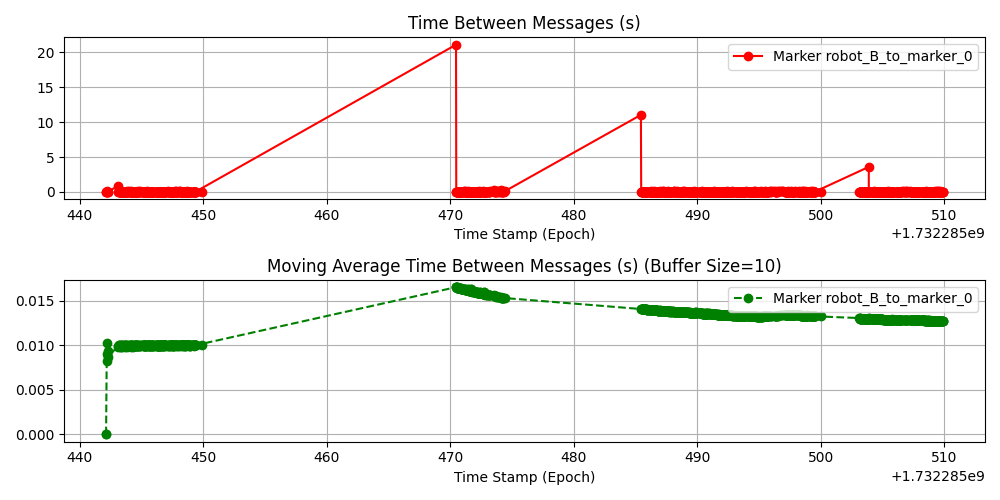 Time Between Messages (s)
20
15
10
5
0
Marker robot_B_to_marker_0
440 450 460 470 480 490 500 510
Time Stamp (Epoch)
+1.732285e9
Moving Average Time Between Messages (s) (Buffer Size=10)
0.015
0.010
0.005
0.000
Marker robot_B_to_marker_0
440 450 460 470 480 490 500 510
Time Stamp (Epoch)
+1.732285e9